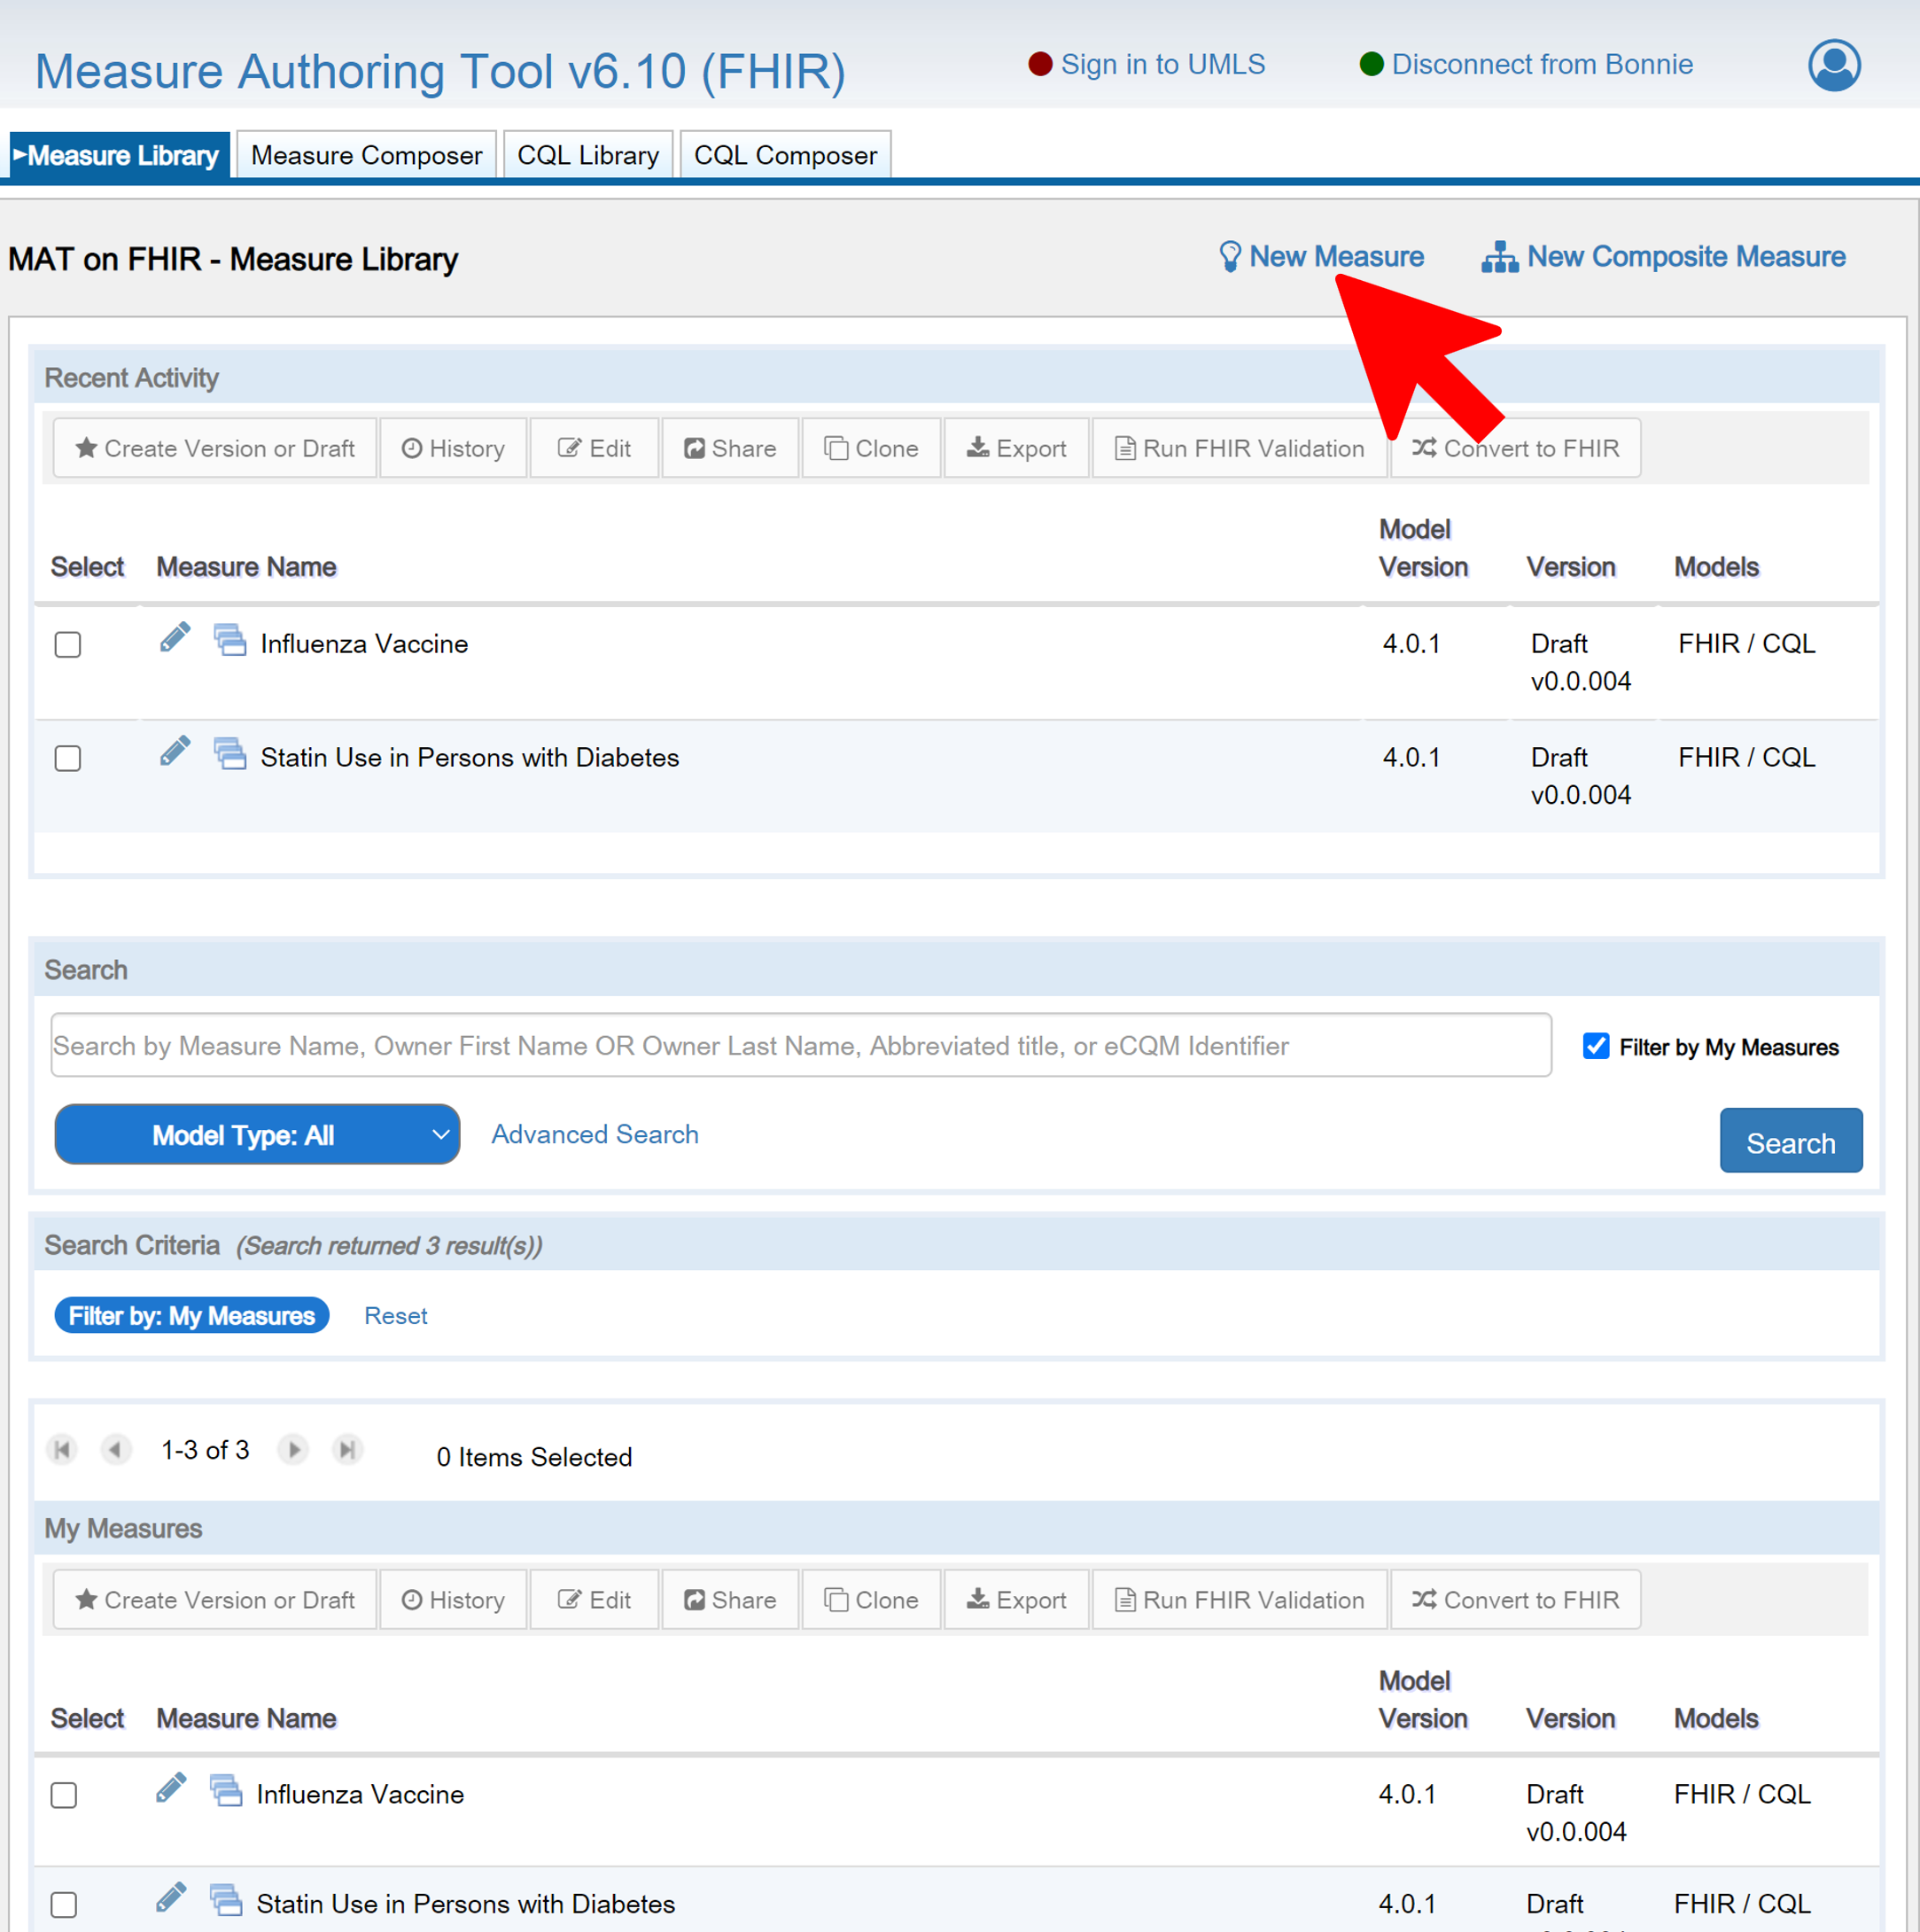 Measure Authoring Tool v6.10 (FHIR)
Sign in to UMLS
Disconnect from Bonnie
Measure Library
Measure Composer
CQL Library
CQL Composer
MAT on FHIR - Measure Library
New Measure
New Composite Measure
Recent Activity
Create Version or Draft
History
Edit
Share
Clone
Export
Run FHIR Validation
Convert to FHIR
Select
Measure Name
Model
Version
Version
Models
Influenza Vaccine
4.0.1
Draft
v0.0.004
FHIR / CQL
Statin Use in Persons with Diabetes
4.0.1
Draft
v0.0.004
FHIR / CQL
Search
Search by Measure Name, Owner First Name OR Owner Last Name, Abbreviated title, or eCQM Identifier
Filter by My Measures
Model Type: All
Advanced Search
Search
Search Criteria (Search returned 3 result(s))
Filter by: My Measures
Reset
1-3 of 3
0 Items Selected
My Measures
Create Version or Draft
History
Edit
Share
Clone
Export
Run FHIR Validation
Convert to FHIR
Select
Measure Name
Model
Version
Version
Models
Influenza Vaccine
4.0.1
Draft
v0.0.004
FHIR / CQL
Statin Use in Persons with Diabetes
4.0.1
Draft
FHIR / CQL